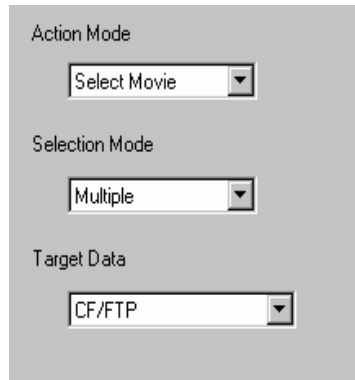 Action Mode
Select Movie
Selection Mode
Multiple
Target Data
CF/FTP